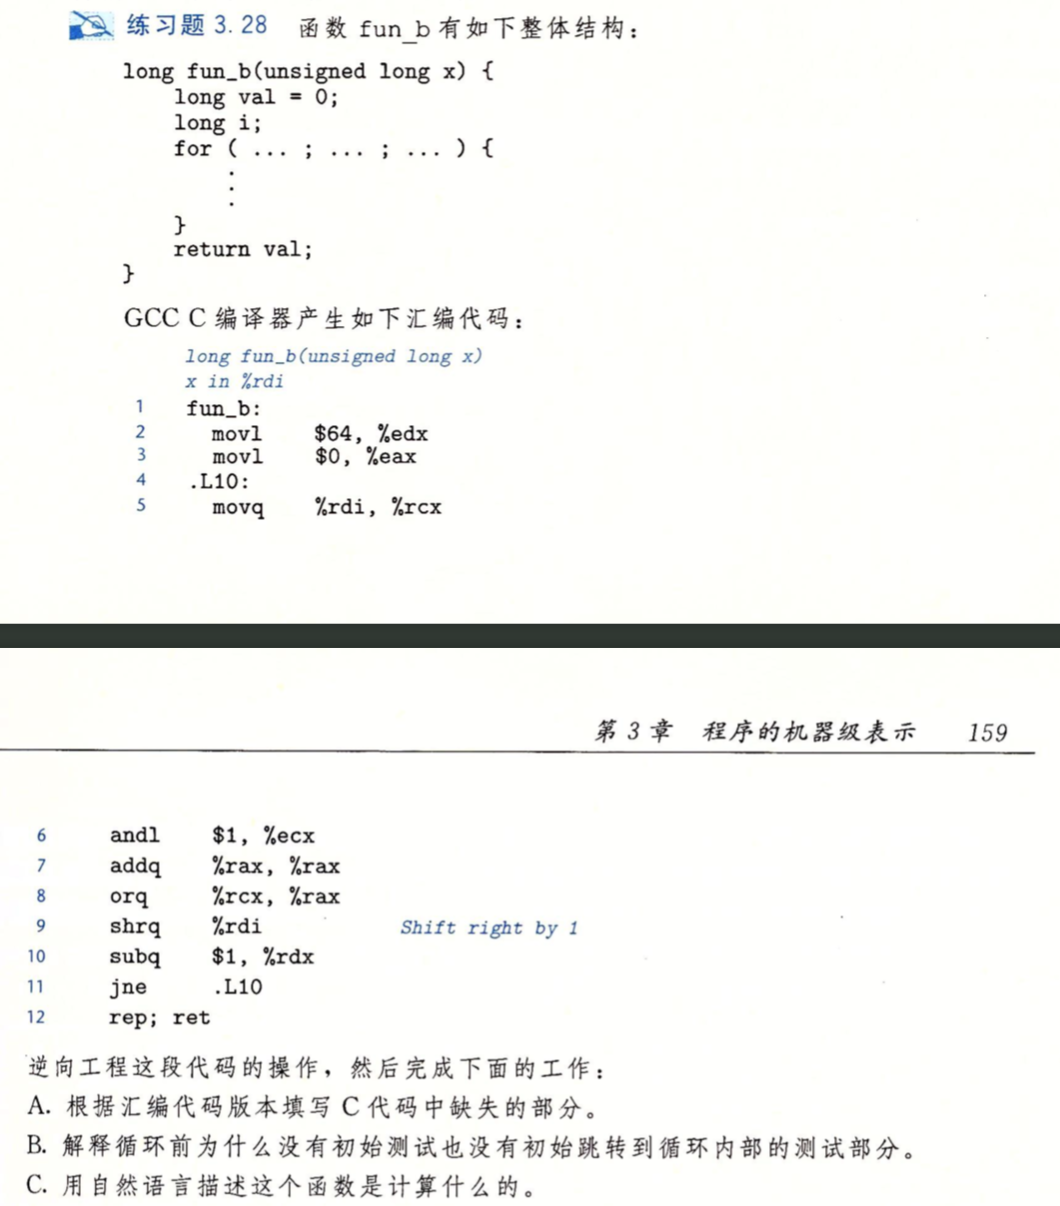 练习题 3.28 函数 fun_b 有如下整体结构：
long fun_b(unsigned long x) {
long val = 0;
long i;
for ( ... ; ... ; ... ) {
.
.
.
}
return val;
}
GCC C 编译器产生如下汇编代码：
long fun_b(unsigned long x)
x in %rdi
1 fun_b:
2 movl $64, %edx
3 movl $0, %eax
4 .L10:
5 movq %rdi, %rcx
第 3 章 程序的机器级表示 159
6 andl $1, %ecx
7 addq %rax, %rax
8 orq %rcx, %rax
9 shrq %rdi Shift right by 1
10 subq $1, %rdx
11 jne .L10
12 rep; ret
逆向工程这段代码的操作，然后完成下面的工作：
A. 根据汇编代码版本填写 C 代码中缺失的部分。
B. 解释循环前为什么没有初始测试也没有初始跳转到循环内部的测试部分。
C. 用自然语言描述这个函数是计算什么的。